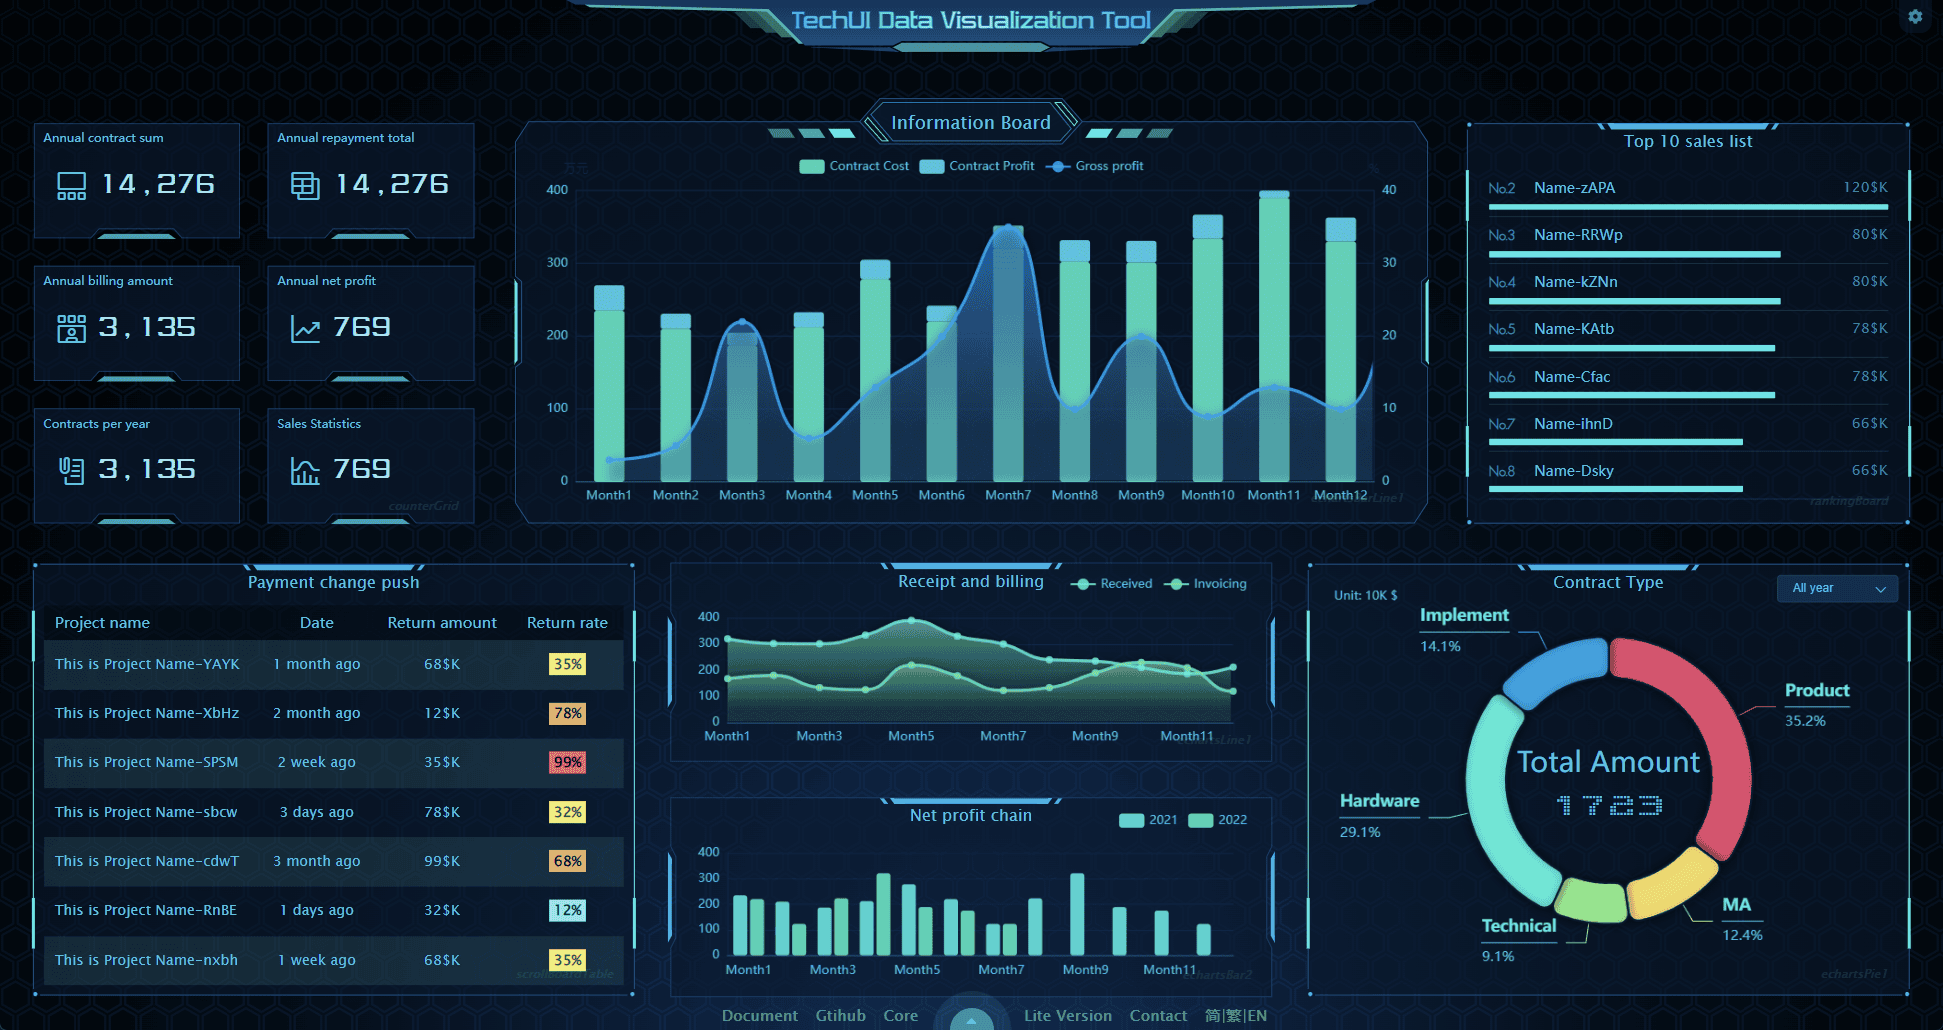 TechUI Data Visualization Tool
Annual contract sum
14,276
Annual repayment total
14,276
Annual billing amount
3,135
Annual net profit
769
Contracts per year
3,135
Sales Statistics
769
counterGrid
Information Board
万元
Contract Cost Contract Profit Gross profit
400 40
300 30
200 20
100 10
0 0
Month1 Month2 Month3 Month4 Month5 Month6 Month7 Month8 Month9 Month10 Month11 Month12
Top 10 sales list
No.2 Name-zAPA 120$K
No.3 Name-RRWp 80$K
No.4 Name-kZNn 80$K
No.5 Name-KAtb 78$K
No.6 Name-Cfac 78$K
No.7 Name-ihnD 66$K
No.8 Name-Dsky 66$K
rankingBoard
Payment change push
Project name Date Return amount Return rate
This is Project Name-YAYK 1 month ago 68$K 35%
This is Project Name-XbHz 2 month ago 12$K 78%
This is Project Name-SPSM 2 week ago 35$K 99%
This is Project Name-sbcw 3 days ago 78$K 32%
This is Project Name-cdwT 3 month ago 99$K 68%
This is Project Name-RnBE 1 days ago 32$K 12%
This is Project Name-nxbh 1 week ago 68$K 35%
Receipt and billing
Received Invoicing
400
300
200
100
0
Month1 Month3 Month5 Month7 Month9 Month11
echartsLine1
Net profit chain
2021 2022
400
300
200
100
0
Month1 Month3 Month5 Month7 Month9 Month11
echartsBar2
Contract Type
All year
Unit: 10K $
Implement
14.1%
Product
35.2%
Total Amount
1723
Hardware
29.1%
MA
12.4%
Technical
9.1%
echartsPie1
Document Gtihub Core Lite Version Contact 简|繁|EN